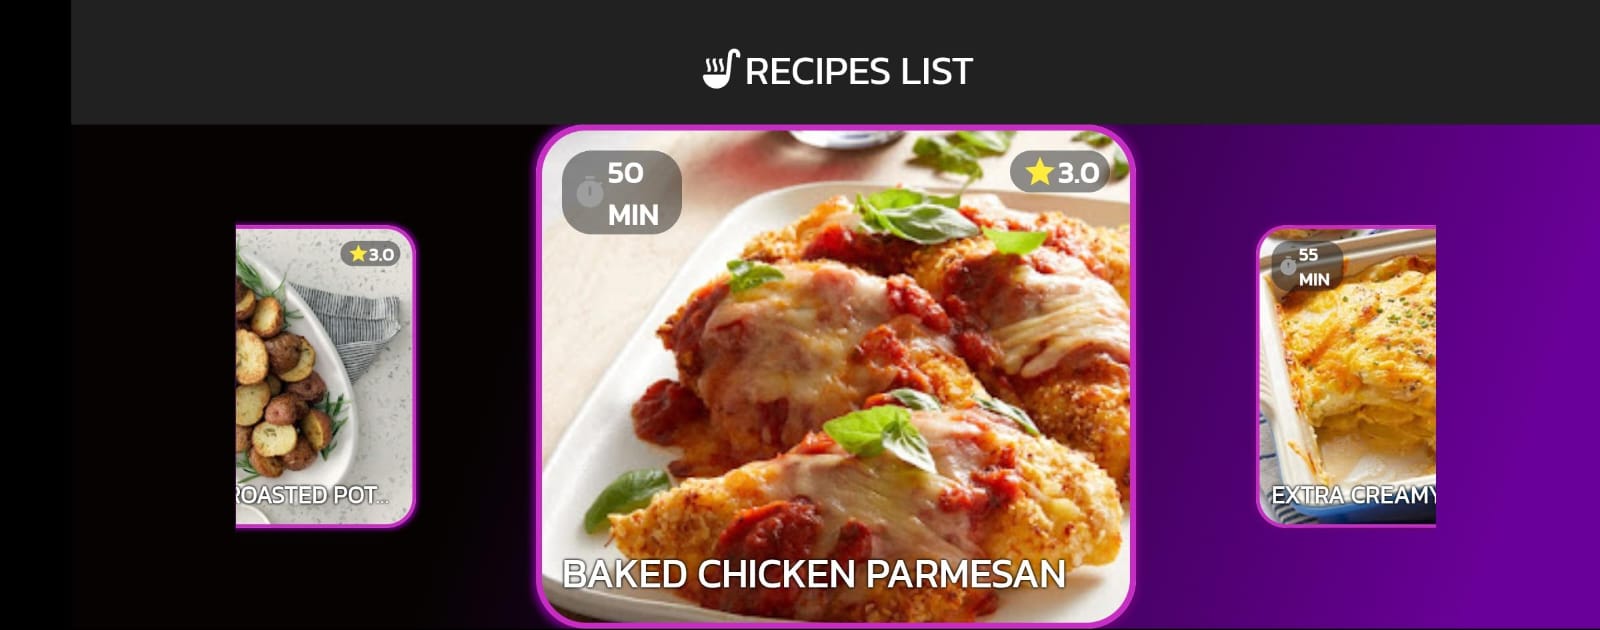 RECIPES LIST
3.0
ROASTED POT...
50
MIN
3.0
BAKED CHICKEN PARMESAN
55
MIN
EXTRA CREAMY